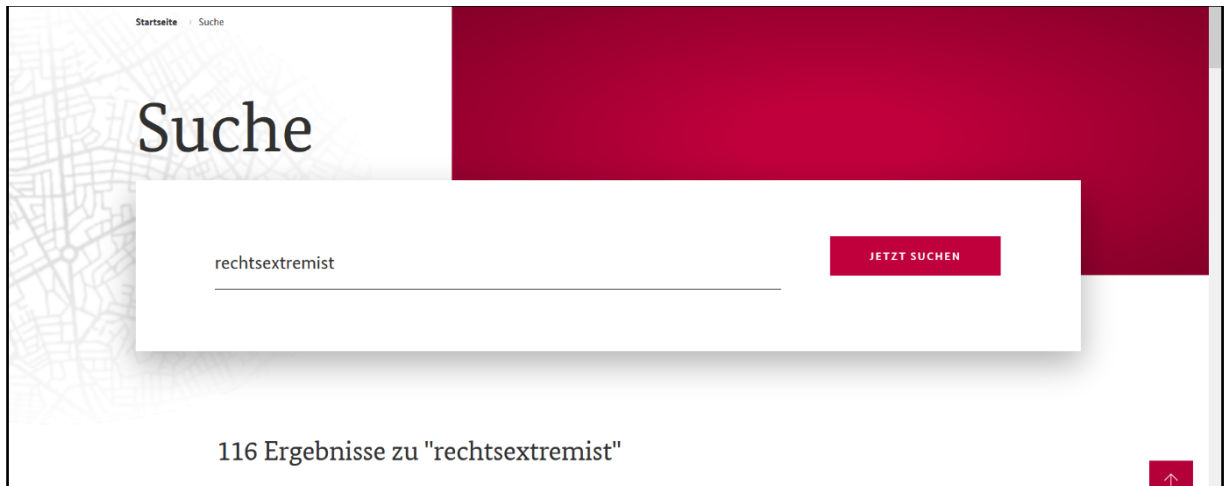 Startseite › Suche
Suche
rechtsextremist
JETZT SUCHEN
116 Ergebnisse zu "rechtsextremist"